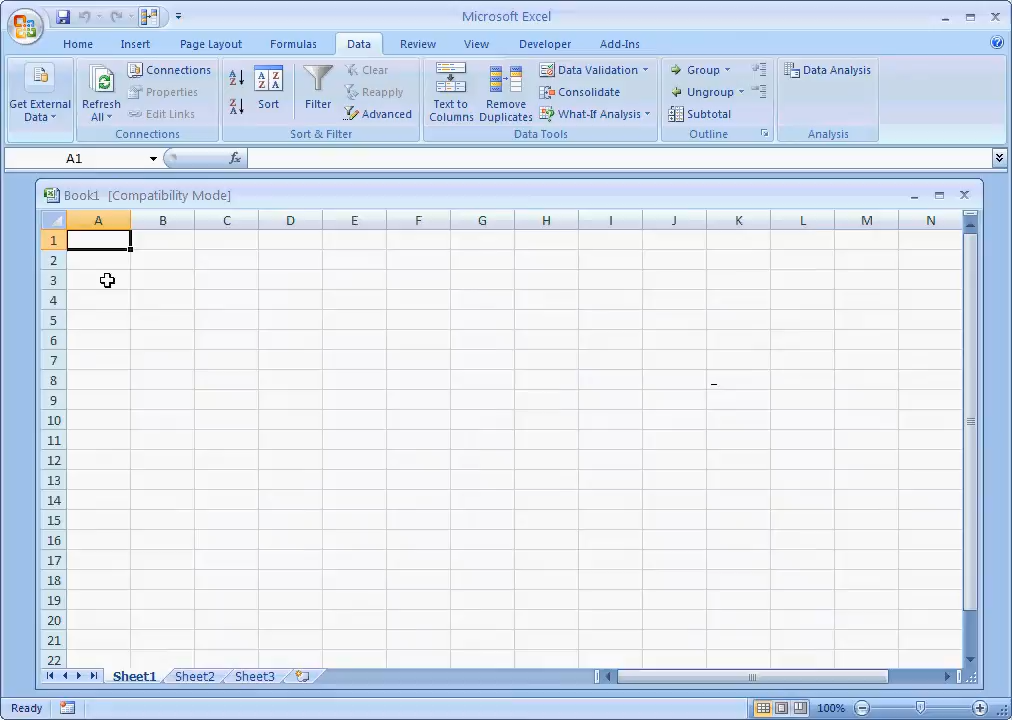 Microsoft Excel
Home Insert Page Layout Formulas Data Review View Developer Add-Ins
Get External Data
Refresh All
Connections
Properties
Edit Links
Connections
A Z
Z A
A Z Z A
Sort
Filter
Clear
Reapply
Advanced
Sort & Filter
Text to Columns
Remove Duplicates
Data Validation
Consolidate
What-If Analysis
Data Tools
Group
Ungroup
Subtotal
Outline
Data Analysis
Analysis
A1 fx
Book1 [Compatibility Mode]
A B C D E F G H I J K L M N
1
2
3
4
5
6
7
8
9
10
11
12
13
14
15
16
17
18
19
20
21
22
Sheet1 Sheet2 Sheet3
Ready 100%